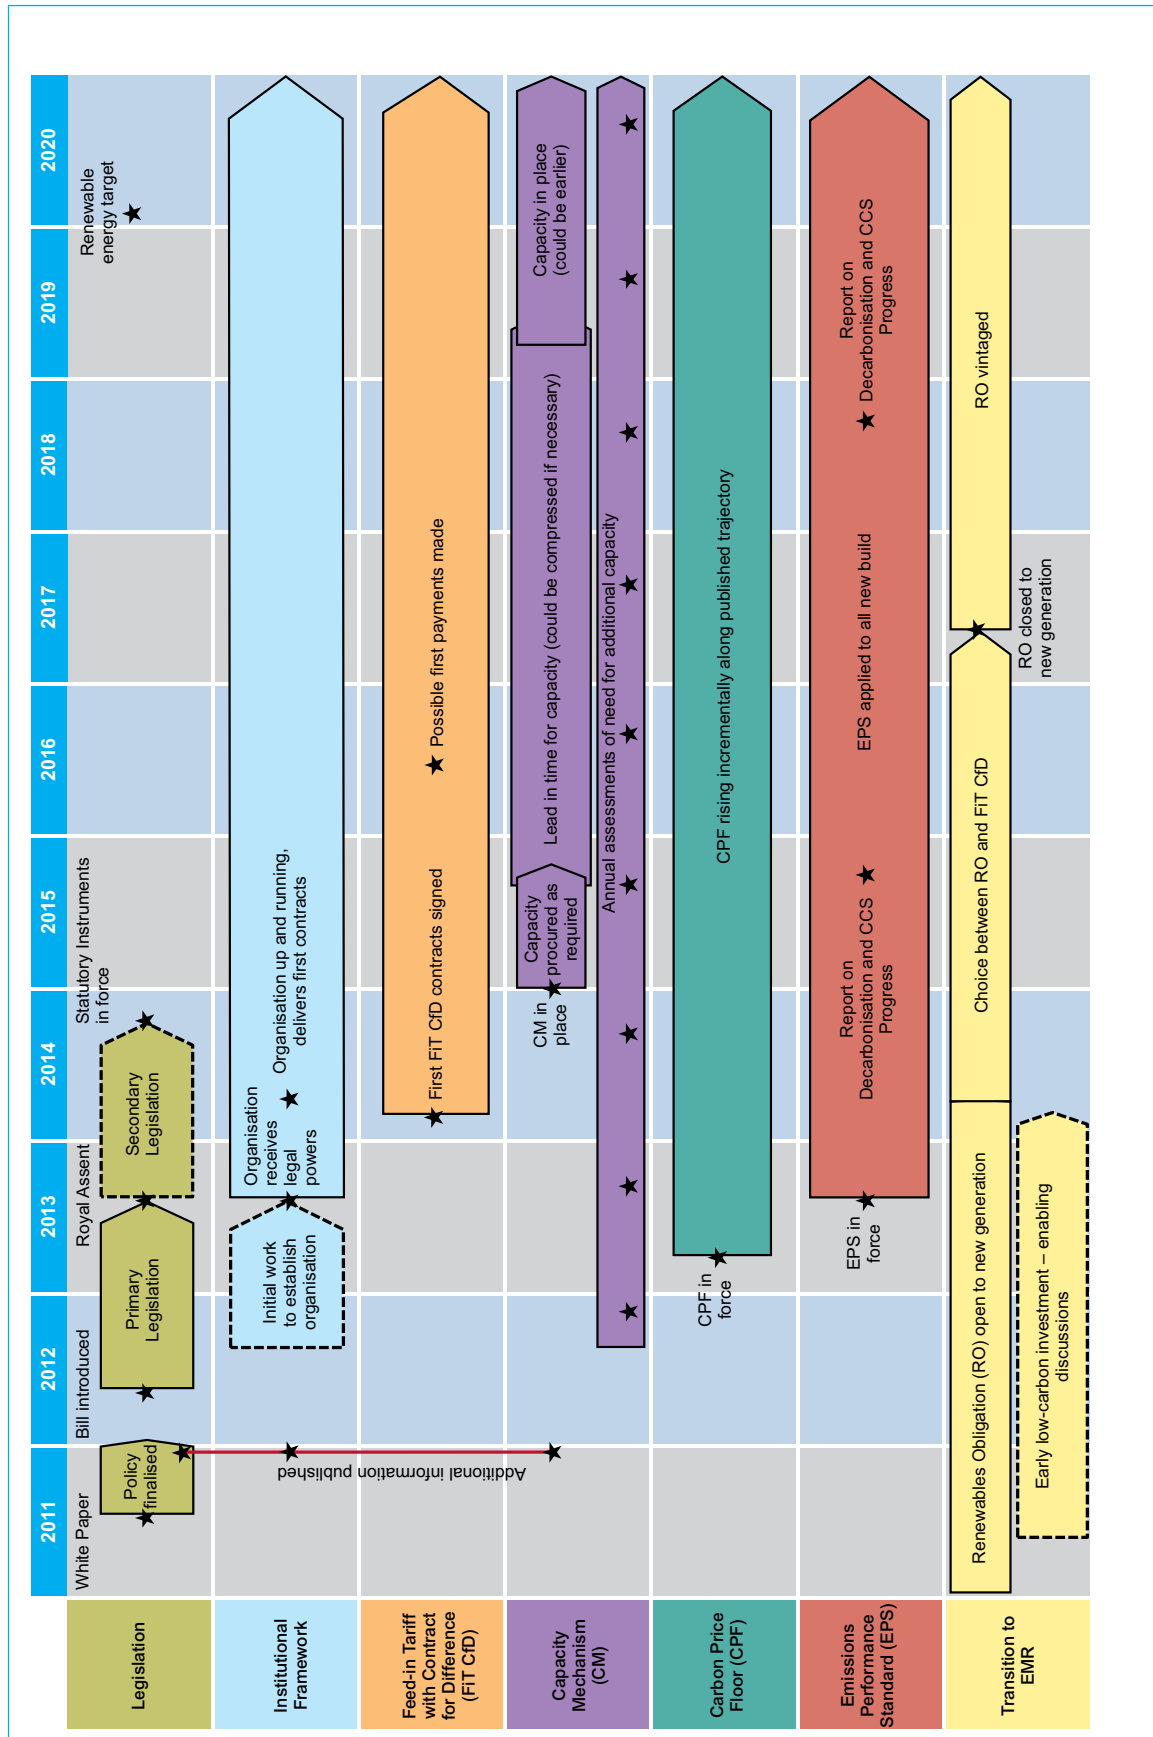 2011
2012
2013
2014
2015
2016
2017
2018
2019
2020
Legislation
White Paper
Policy
finalised
Bill introduced
Primary
Legislation
Royal Assent
Secondary
Legislation
Statutory Instruments
in force
Renewable
energy target
Additional information published
Institutional
Framework
Initial work
to establish
organisation
Organisation
receives
legal
powers
Organisation up and running,
delivers first contracts
Feed-in Tariff
with Contract
for Difference
(FiT CfD)
First FiT CfD contracts signed
Possible first payments made
Capacity
Mechanism
(CM)
CM in
place
Capacity
procured as
required
Lead in time for capacity (could be compressed if necessary)
Capacity in place
(could be earlier)
Annual assessments of need for additional capacity
Carbon Price
Floor (CPF)
CPF in
force
CPF rising incrementally along published trajectory
Emissions
Performance
Standard (EPS)
EPS in
force
Report on
Decarbonisation and CCS
Progress
EPS applied to all new build
Report on
Decarbonisation and CCS
Progress
Transition to
EMR
Renewables Obligation (RO) open to new generation
Choice between RO and FiT CfD
RO vintaged
RO closed to
new generation
Early low-carbon investment – enabling
discussions